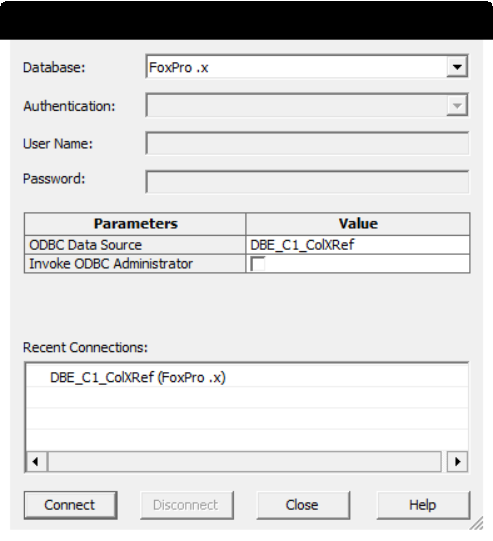 Database: FoxPro .x
Authentication:
User Name:
Password:
Parameters Value
ODBC Data Source DBE_C1_ColXRef
Invoke ODBC Administrator
Recent Connections:
DBE_C1_ColXRef (FoxPro .x)
Connect Disconnect Close Help